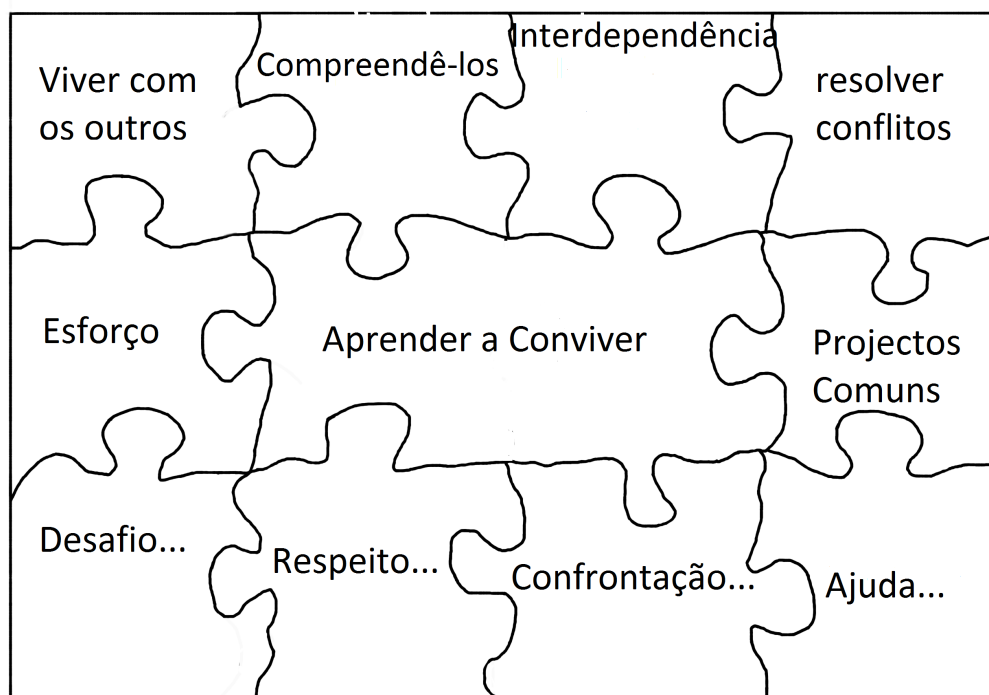 Viver com
os outros
Compreendê-los
Interdependência
resolver
conflitos
Esforço
Aprender a Conviver
Projectos
Comuns
Desafio...
Respeito...
Confrontação...
Ajuda...